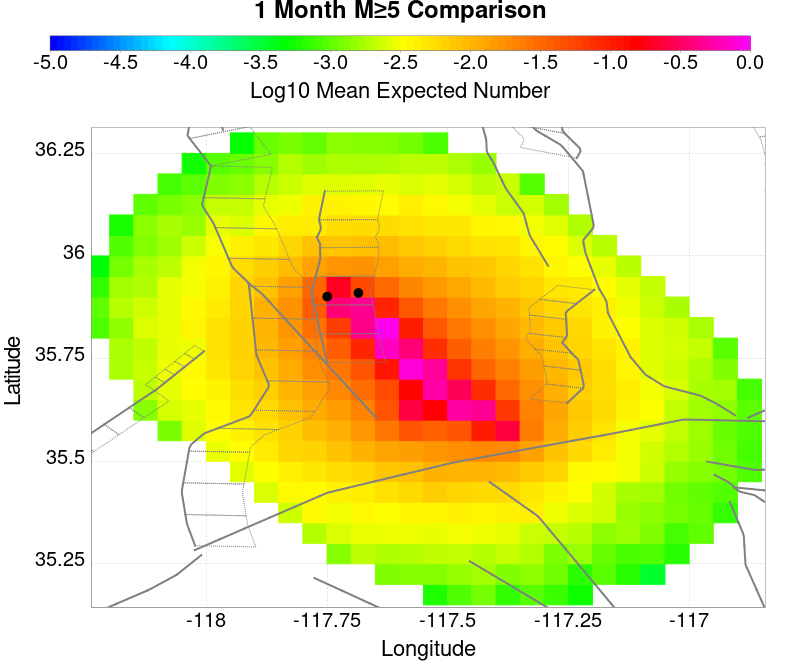 1 Month M≥5 Comparison
-5.0 -4.5 -4.0 -3.5 -3.0 -2.5 -2.0 -1.5 -1.0 -0.5 0.0
Log10 Mean Expected Number
36.25
36
35.75
35.5
35.25
Latitude
-118 -117.75 -117.5 -117.25 -117
Longitude